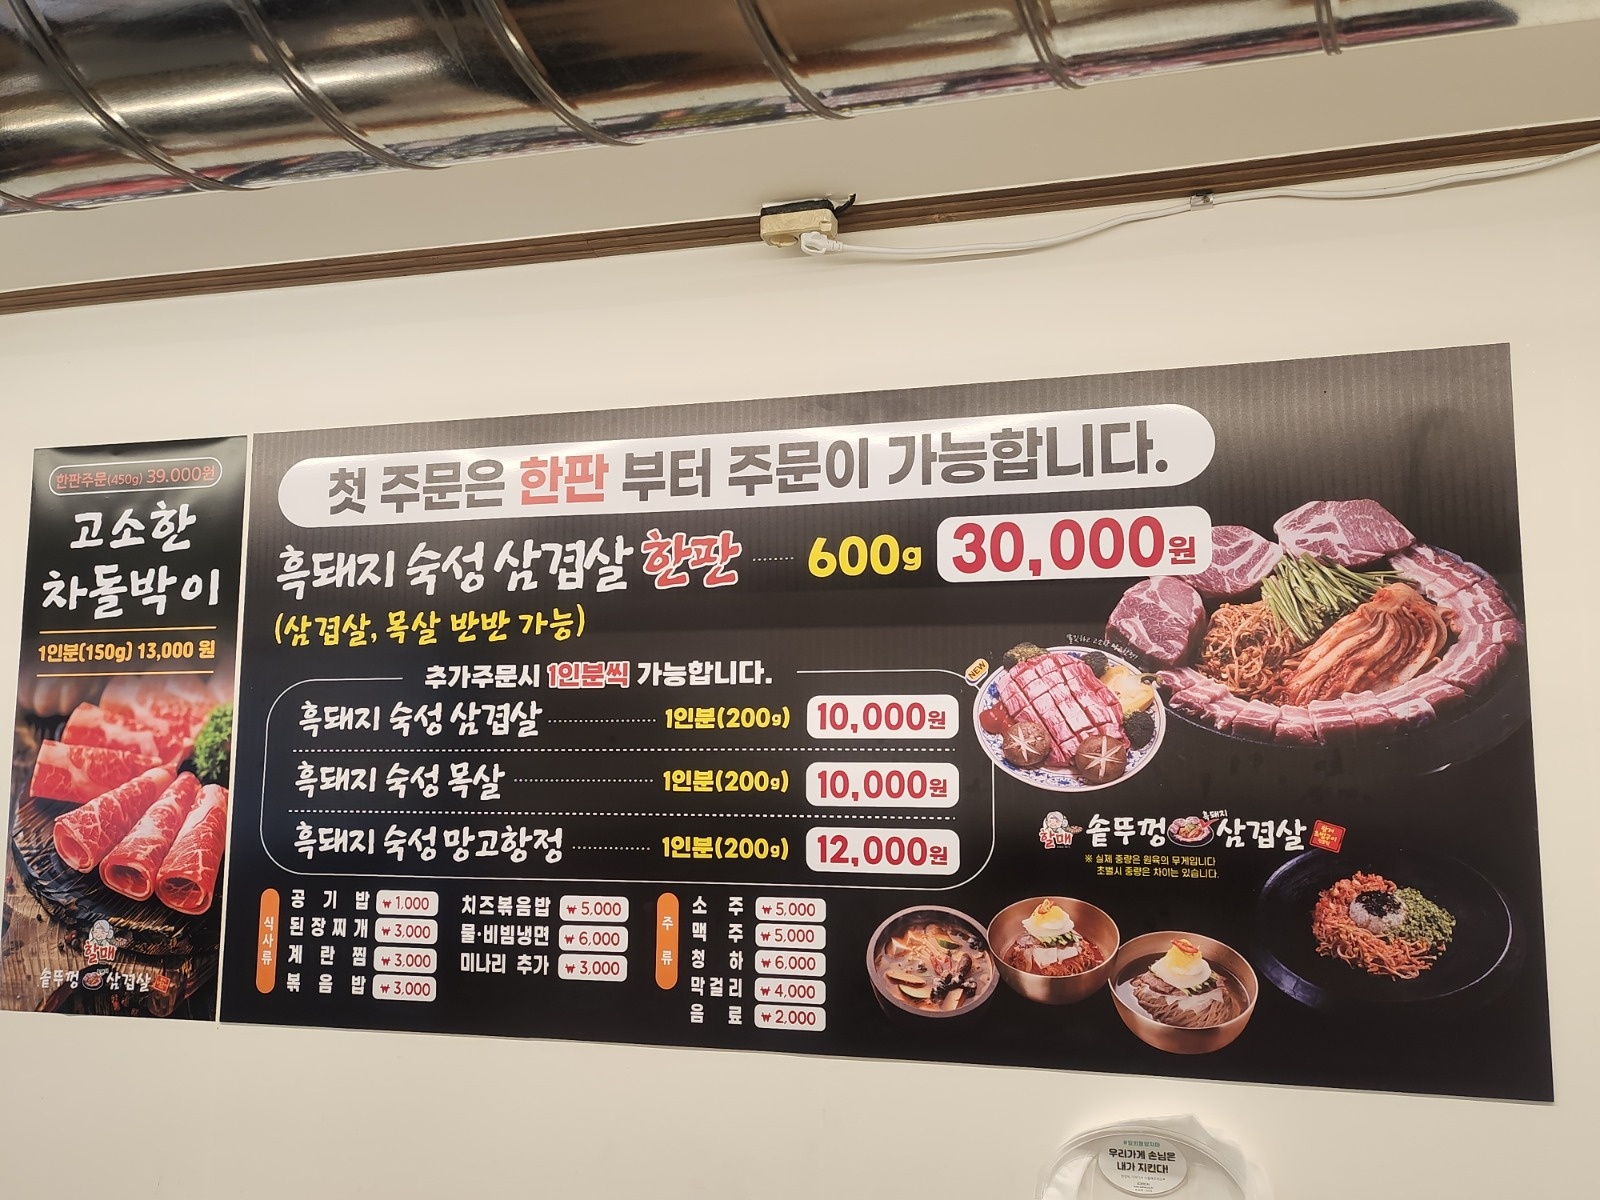 한판주문(450g) 39.000원
고소한
차돌박이
1인분(150g) 13,000 원
할매
솥뚜껑 삼겹살
첫 주문은 한판 부터 주문이 가능합니다.
흑돼지 숙성 삼겹살 한판 600g 30,000원
(삼겹살, 목살 반반 가능)
추가주문시 1인분씩 가능합니다.
흑돼지 숙성 삼겹살 1인분(200g) 10,000원
흑돼지 숙성 목살 1인분(200g) 10,000원
흑돼지 숙성 망고항정 1인분(200g) 12,000원
NEW
할매 솥뚜껑 흑돼지 삼겹살
※ 실제 중량은 원육의 무게입니다
초벌시 중량은 차이는 있습니다.
식사류
공기밥 ₩1,000
된장찌개 ₩3,000
계란찜 ₩3,000
볶음밥 ₩3,000
치즈볶음밥 ₩5,000
물·비빔냉면 ₩6,000
미나리 추가 ₩3,000
주류
소주 ₩5,000
맥주 ₩5,000
청하 ₩6,000
막걸리 ₩4,000
음료 ₩2,000
우리가게 손님은
내가 지킨다!